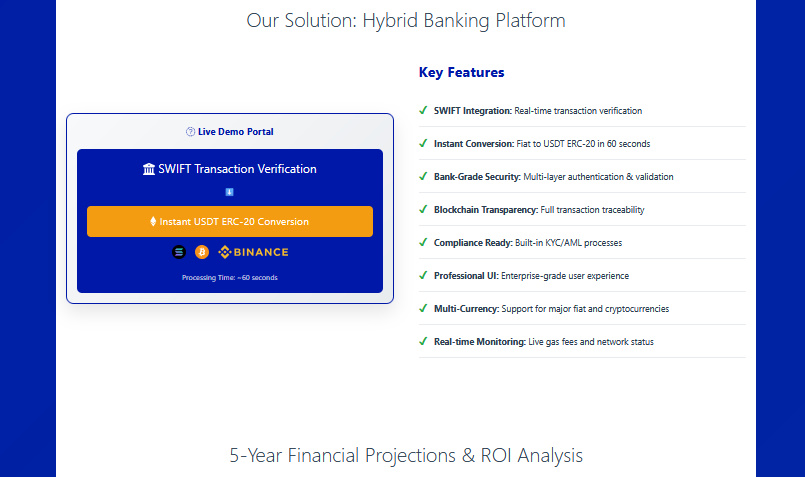 Our Solution: Hybrid Banking Platform
Live Demo Portal
SWIFT Transaction Verification
Instant USDT ERC-20 Conversion
BINANCE
Processing Time: ~60 seconds
Key Features
SWIFT Integration: Real-time transaction verification
Instant Conversion: Fiat to USDT ERC-20 in 60 seconds
Bank-Grade Security: Multi-layer authentication & validation
Blockchain Transparency: Full transaction traceability
Compliance Ready: Built-in KYC/AML processes
Professional UI: Enterprise-grade user experience
Multi-Currency: Support for major fiat and cryptocurrencies
Real-time Monitoring: Live gas fees and network status
5-Year Financial Projections & ROI Analysis